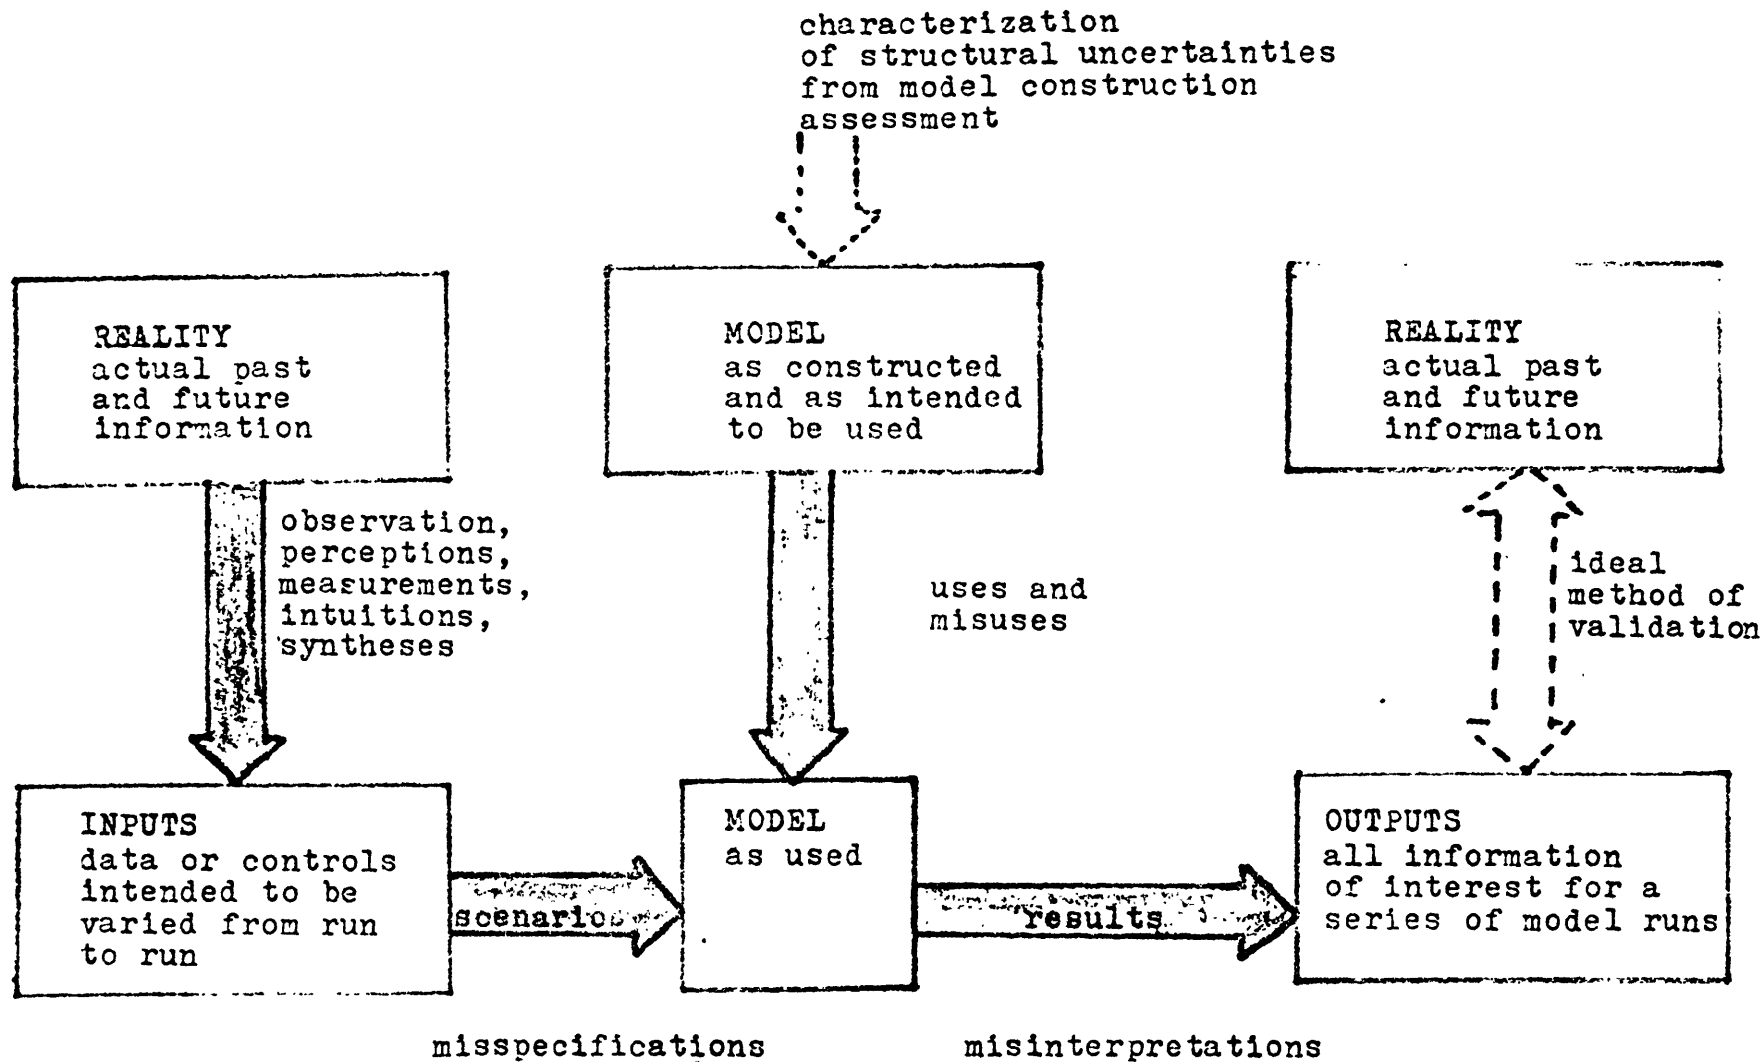 characterization
of structural uncertainties
from model construction
assessment
REALITY
actual past
and future
information
MODEL
as constructed
and as intended
to be used
REALITY
actual past
and future
information
observation,
perceptions,
measurements,
intuitions,
syntheses
uses and
misuses
ideal
method of
validation
INPUTS
data or controls
intended to be
varied from run
to run
scenarios
MODEL
as used
results
OUTPUTS
all information
of interest for a
series of model runs
misspecifications
misinterpretations